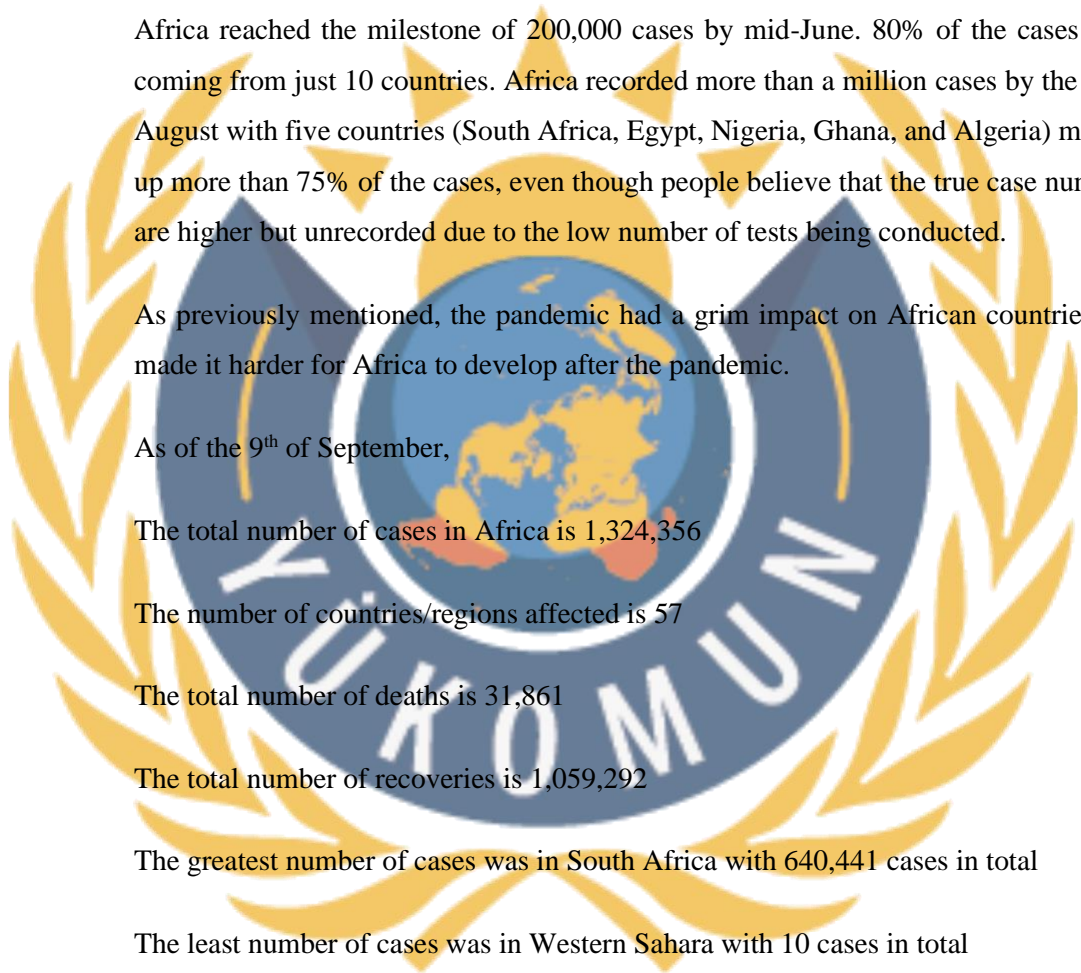 Africa reached the milestone of 200,000 cases by mid-June. 80% of the cases
coming from just 10 countries. Africa recorded more than a million cases by the
August with five countries (South Africa, Egypt, Nigeria, Ghana, and Algeria) m
up more than 75% of the cases, even though people believe that the true case nu
are higher but unrecorded due to the low number of tests being conducted.
As previously mentioned, the pandemic had a grim impact on African countrie
made it harder for Africa to develop after the pandemic.
As of the 9th of September,
The total number of cases in Africa is 1,324,356
The number of countries/regions affected is 57
The total number of deaths is 31,861
The total number of recoveries is 1,059,292
The greatest number of cases was in South Africa with 640,441 cases in total
The least number of cases was in Western Sahara with 10 cases in total
YÜKOMUN